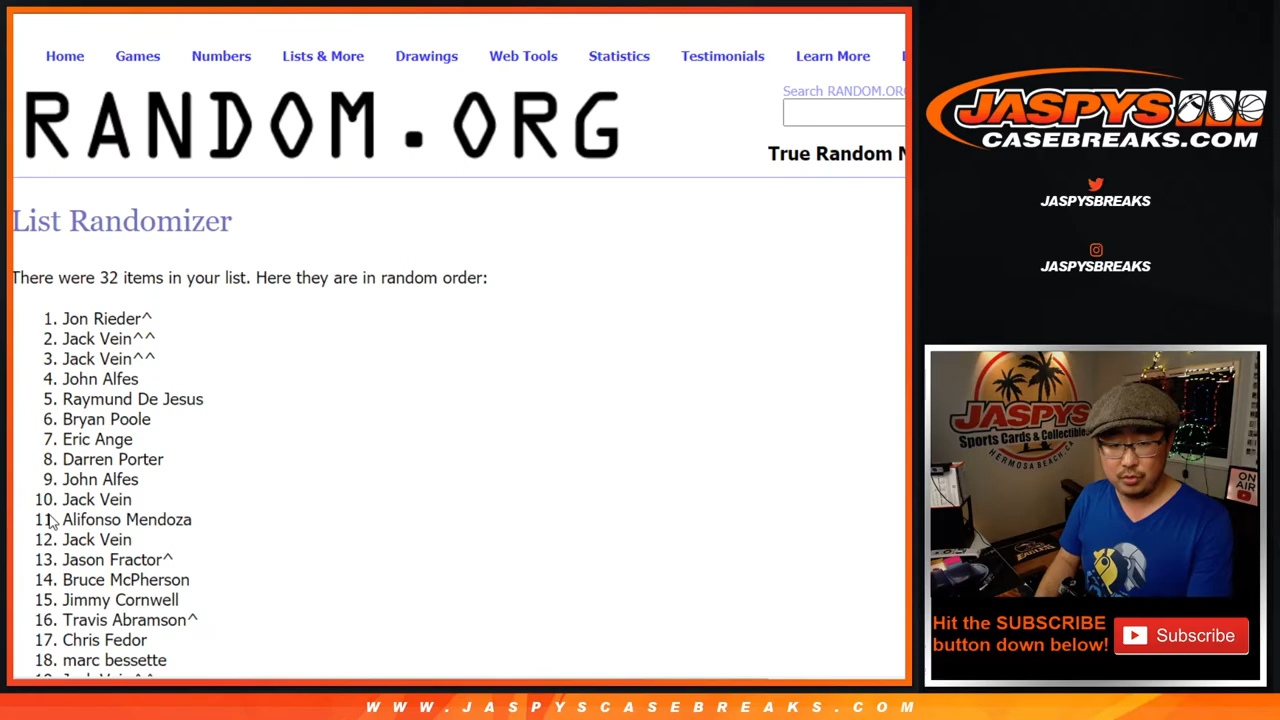 Home Games Numbers Lists & More Drawings Web Tools Statistics Testimonials Learn More
Search RANDOM.OR
RANDOM.ORG
True Random N
List Randomizer
There were 32 items in your list. Here they are in random order:
1. Jon Rieder^
2. Jack Vein^^
3. Jack Vein^^
4. John Alfes
5. Raymund De Jesus
6. Bryan Poole
7. Eric Ange
8. Darren Porter
9. John Alfes
10. Jack Vein
11. Alifonso Mendoza
12. Jack Vein
13. Jason Fractor^
14. Bruce McPherson
15. Jimmy Cornwell
16. Travis Abramson^
17. Chris Fedor
18. marc bessette
JASPYS
CASEBREAKS.COM
JASPYSBREAKS
JASPYSBREAKS
JASPYS
Sports Cards & Collectibles
HERMOSA BEACH, CA
ON
AIR
EAGLES
Hit the SUBSCRIBE
button down below!
Subscribe
WWW.JASPYSCASEBREAKS.COM